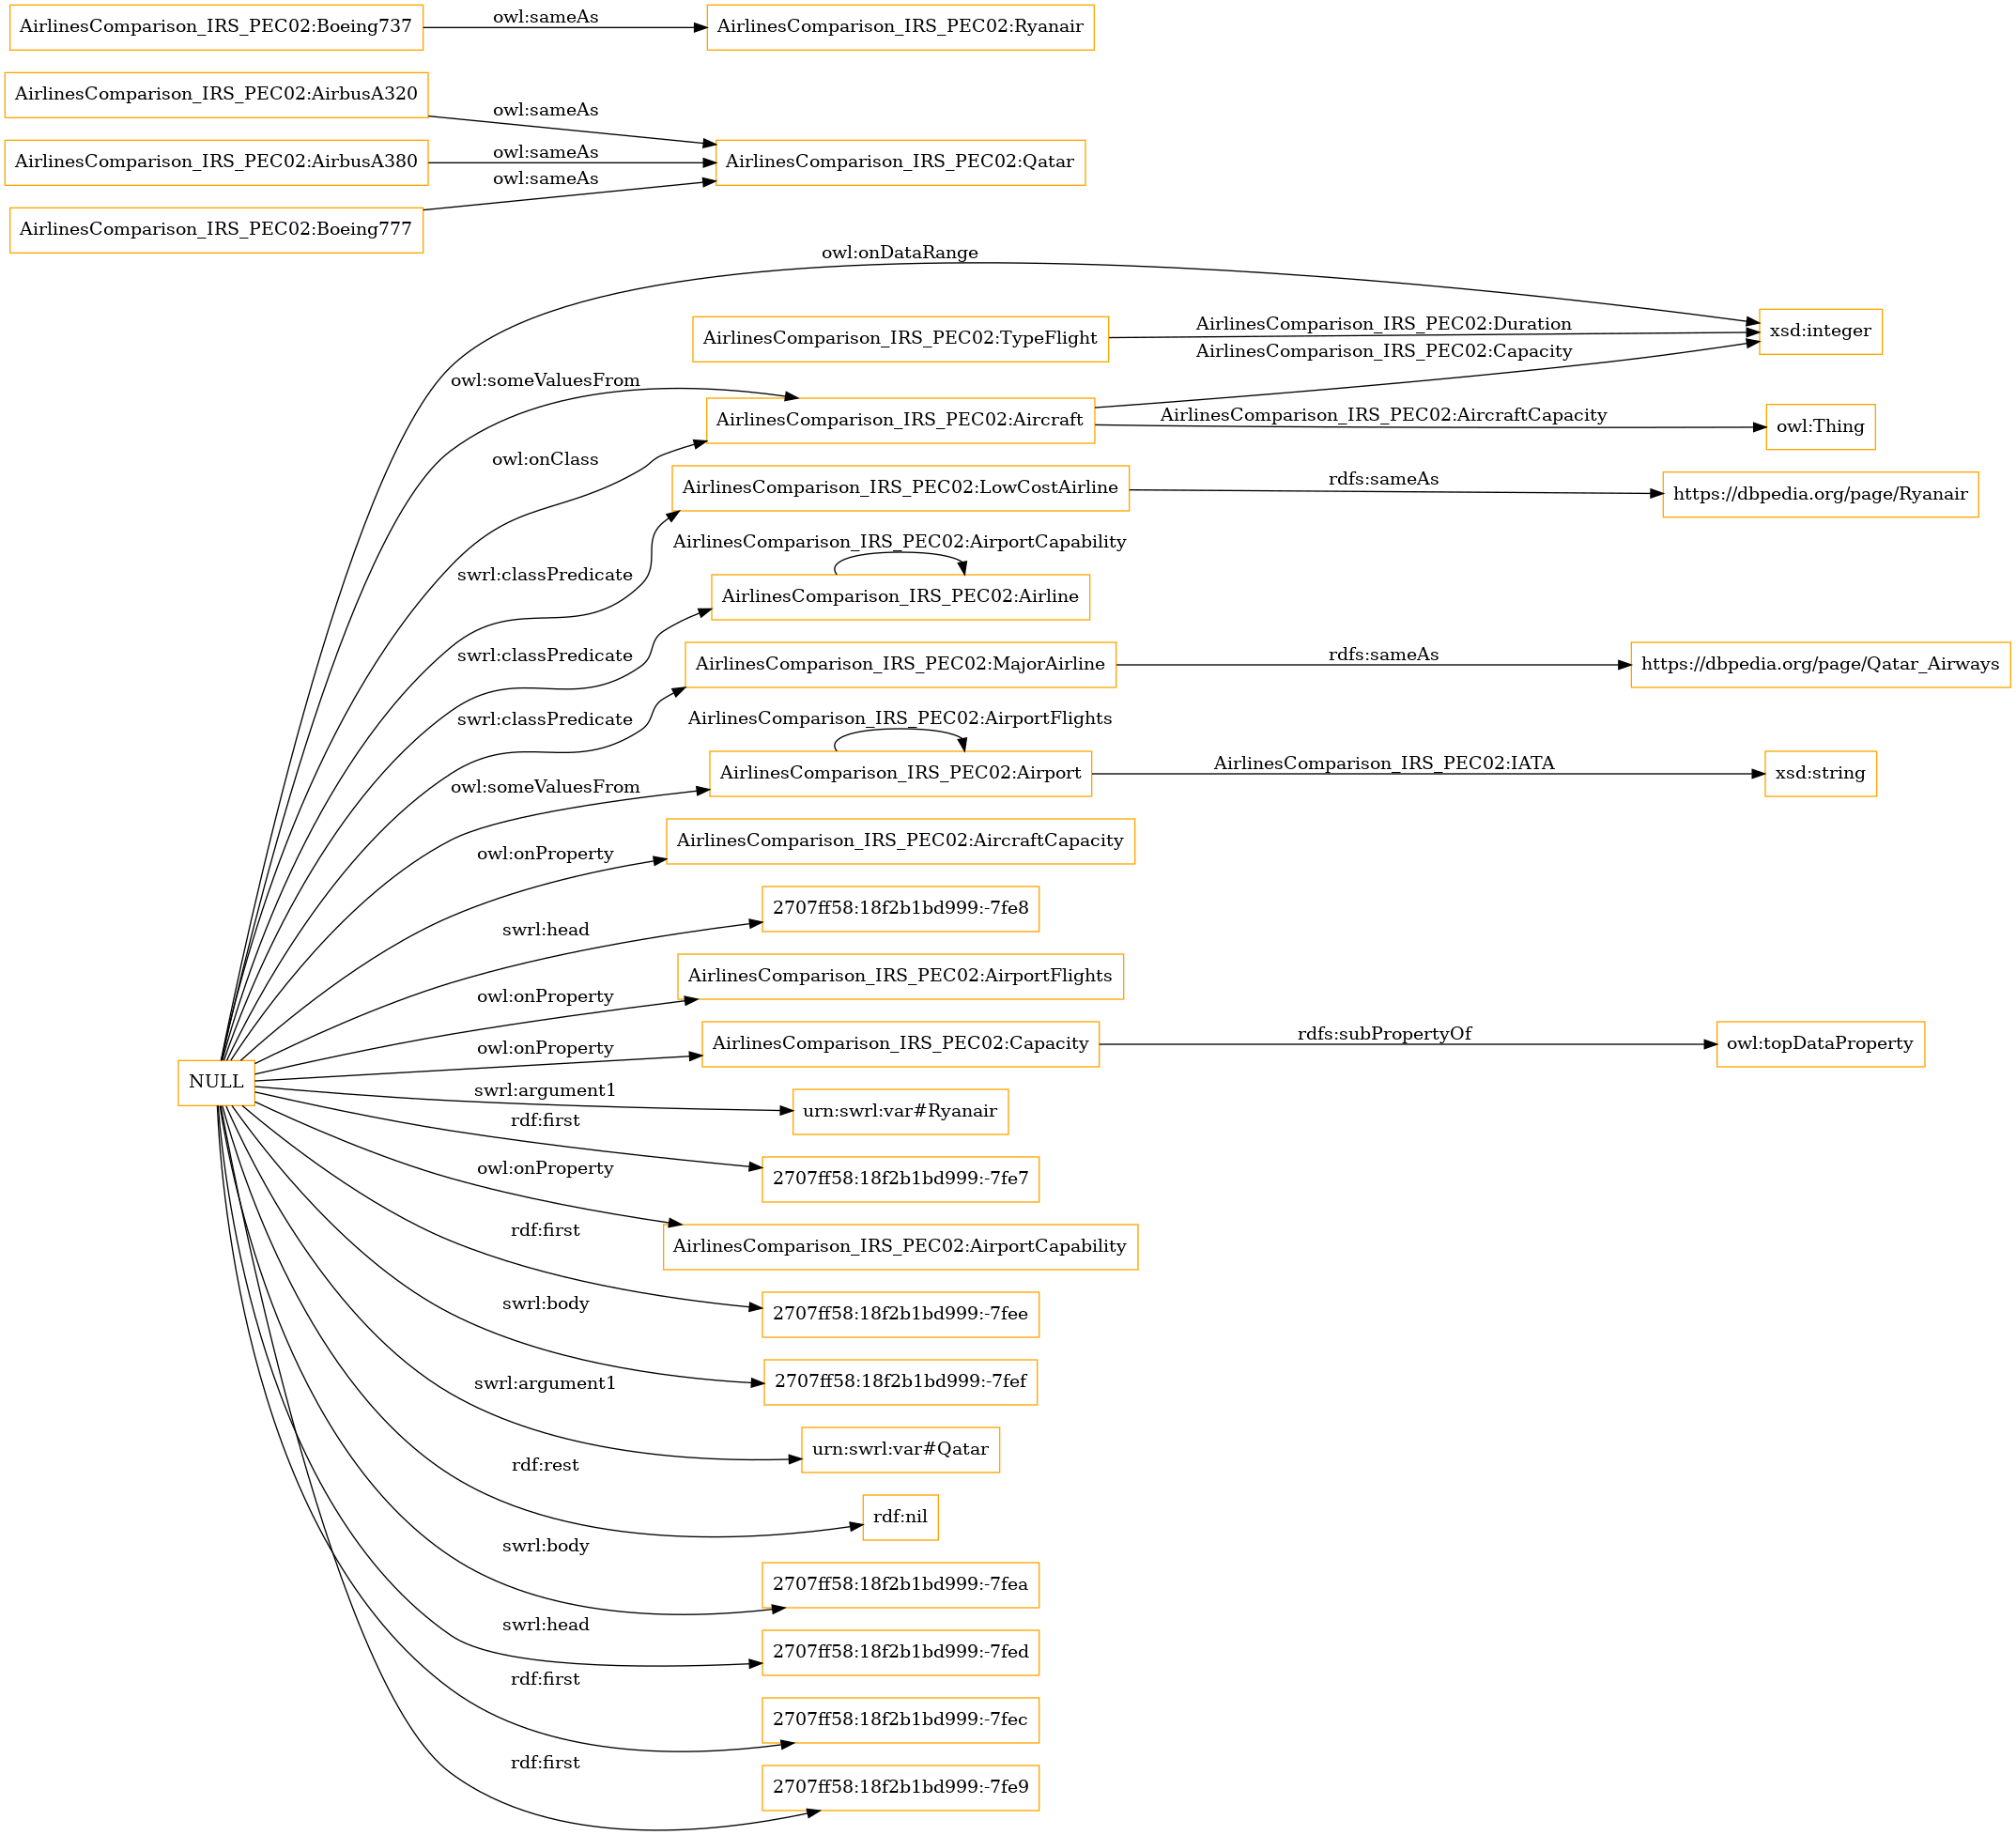 AirlinesComparison_IRS_PEC02:Boeing737
owl:sameAs
AirlinesComparison_IRS_PEC02:Ryanair
AirlinesComparison_IRS_PEC02:AirbusA320
owl:sameAs
AirlinesComparison_IRS_PEC02:AirbusA380
owl:sameAs
AirlinesComparison_IRS_PEC02:Qatar
owl:sameAs
AirlinesComparison_IRS_PEC02:Boeing777
owl:onDataRange
AirlinesComparison_IRS_PEC02:TypeFlight
AirlinesComparison_IRS_PEC02:Duration
xsd:integer
AirlinesComparison_IRS_PEC02:Capacity
owl:someValuesFrom
AirlinesComparison_IRS_PEC02:Aircraft
AirlinesComparison_IRS_PEC02:AircraftCapacity
owl:Thing
owl:onClass
AirlinesComparison_IRS_PEC02:LowCostAirline
rdfs:sameAs
https://dbpedia.org/page/Ryanair
AirlinesComparison_IRS_PEC02:AirportCapability
swrl:classPredicate
AirlinesComparison_IRS_PEC02:Airline
swrl:classPredicate
AirlinesComparison_IRS_PEC02:MajorAirline
rdfs:sameAs
https://dbpedia.org/page/Qatar_Airways
swrl:classPredicate
AirlinesComparison_IRS_PEC02:AirportFlights
owl:someValuesFrom
AirlinesComparison_IRS_PEC02:Airport
AirlinesComparison_IRS_PEC02:IATA
xsd:string
owl:onProperty
AirlinesComparison_IRS_PEC02:AircraftCapacity
swrl:head
2707ff58:18f2b1bd999:-7fe8
owl:onProperty
AirlinesComparison_IRS_PEC02:AirportFlights
owl:onProperty
AirlinesComparison_IRS_PEC02:Capacity
rdfs:subPropertyOf
owl:topDataProperty
NULL
swrl:argument1
urn:swrl:var#Ryanair
rdf:first
2707ff58:18f2b1bd999:-7fe7
owl:onProperty
AirlinesComparison_IRS_PEC02:AirportCapability
rdf:first
2707ff58:18f2b1bd999:-7fee
swrl:body
2707ff58:18f2b1bd999:-7fef
swrl:argument1
urn:swrl:var#Qatar
rdf:rest
rdf:nil
swrl:body
2707ff58:18f2b1bd999:-7fea
swrl:head
2707ff58:18f2b1bd999:-7fed
rdf:first
2707ff58:18f2b1bd999:-7fec
rdf:first
2707ff58:18f2b1bd999:-7fe9